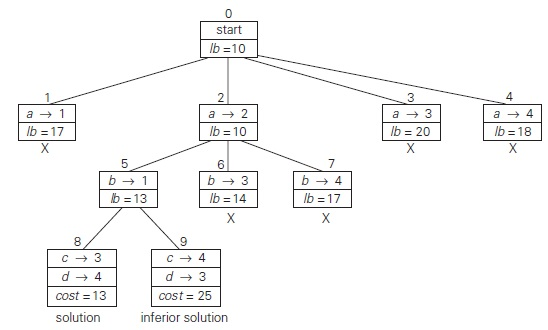 0
start
lb = 10
1 2 3 4
a → 1 a → 2 a → 3 a → 4
lb = 17 lb = 10 lb = 20 lb = 18
X X X
5 6 7
b → 1 b → 3 b → 4
lb = 13 lb = 14 lb = 17
X X
8 9
c → 3 c → 4
d → 4 d → 3
cost = 13 cost = 25
solution inferior solution